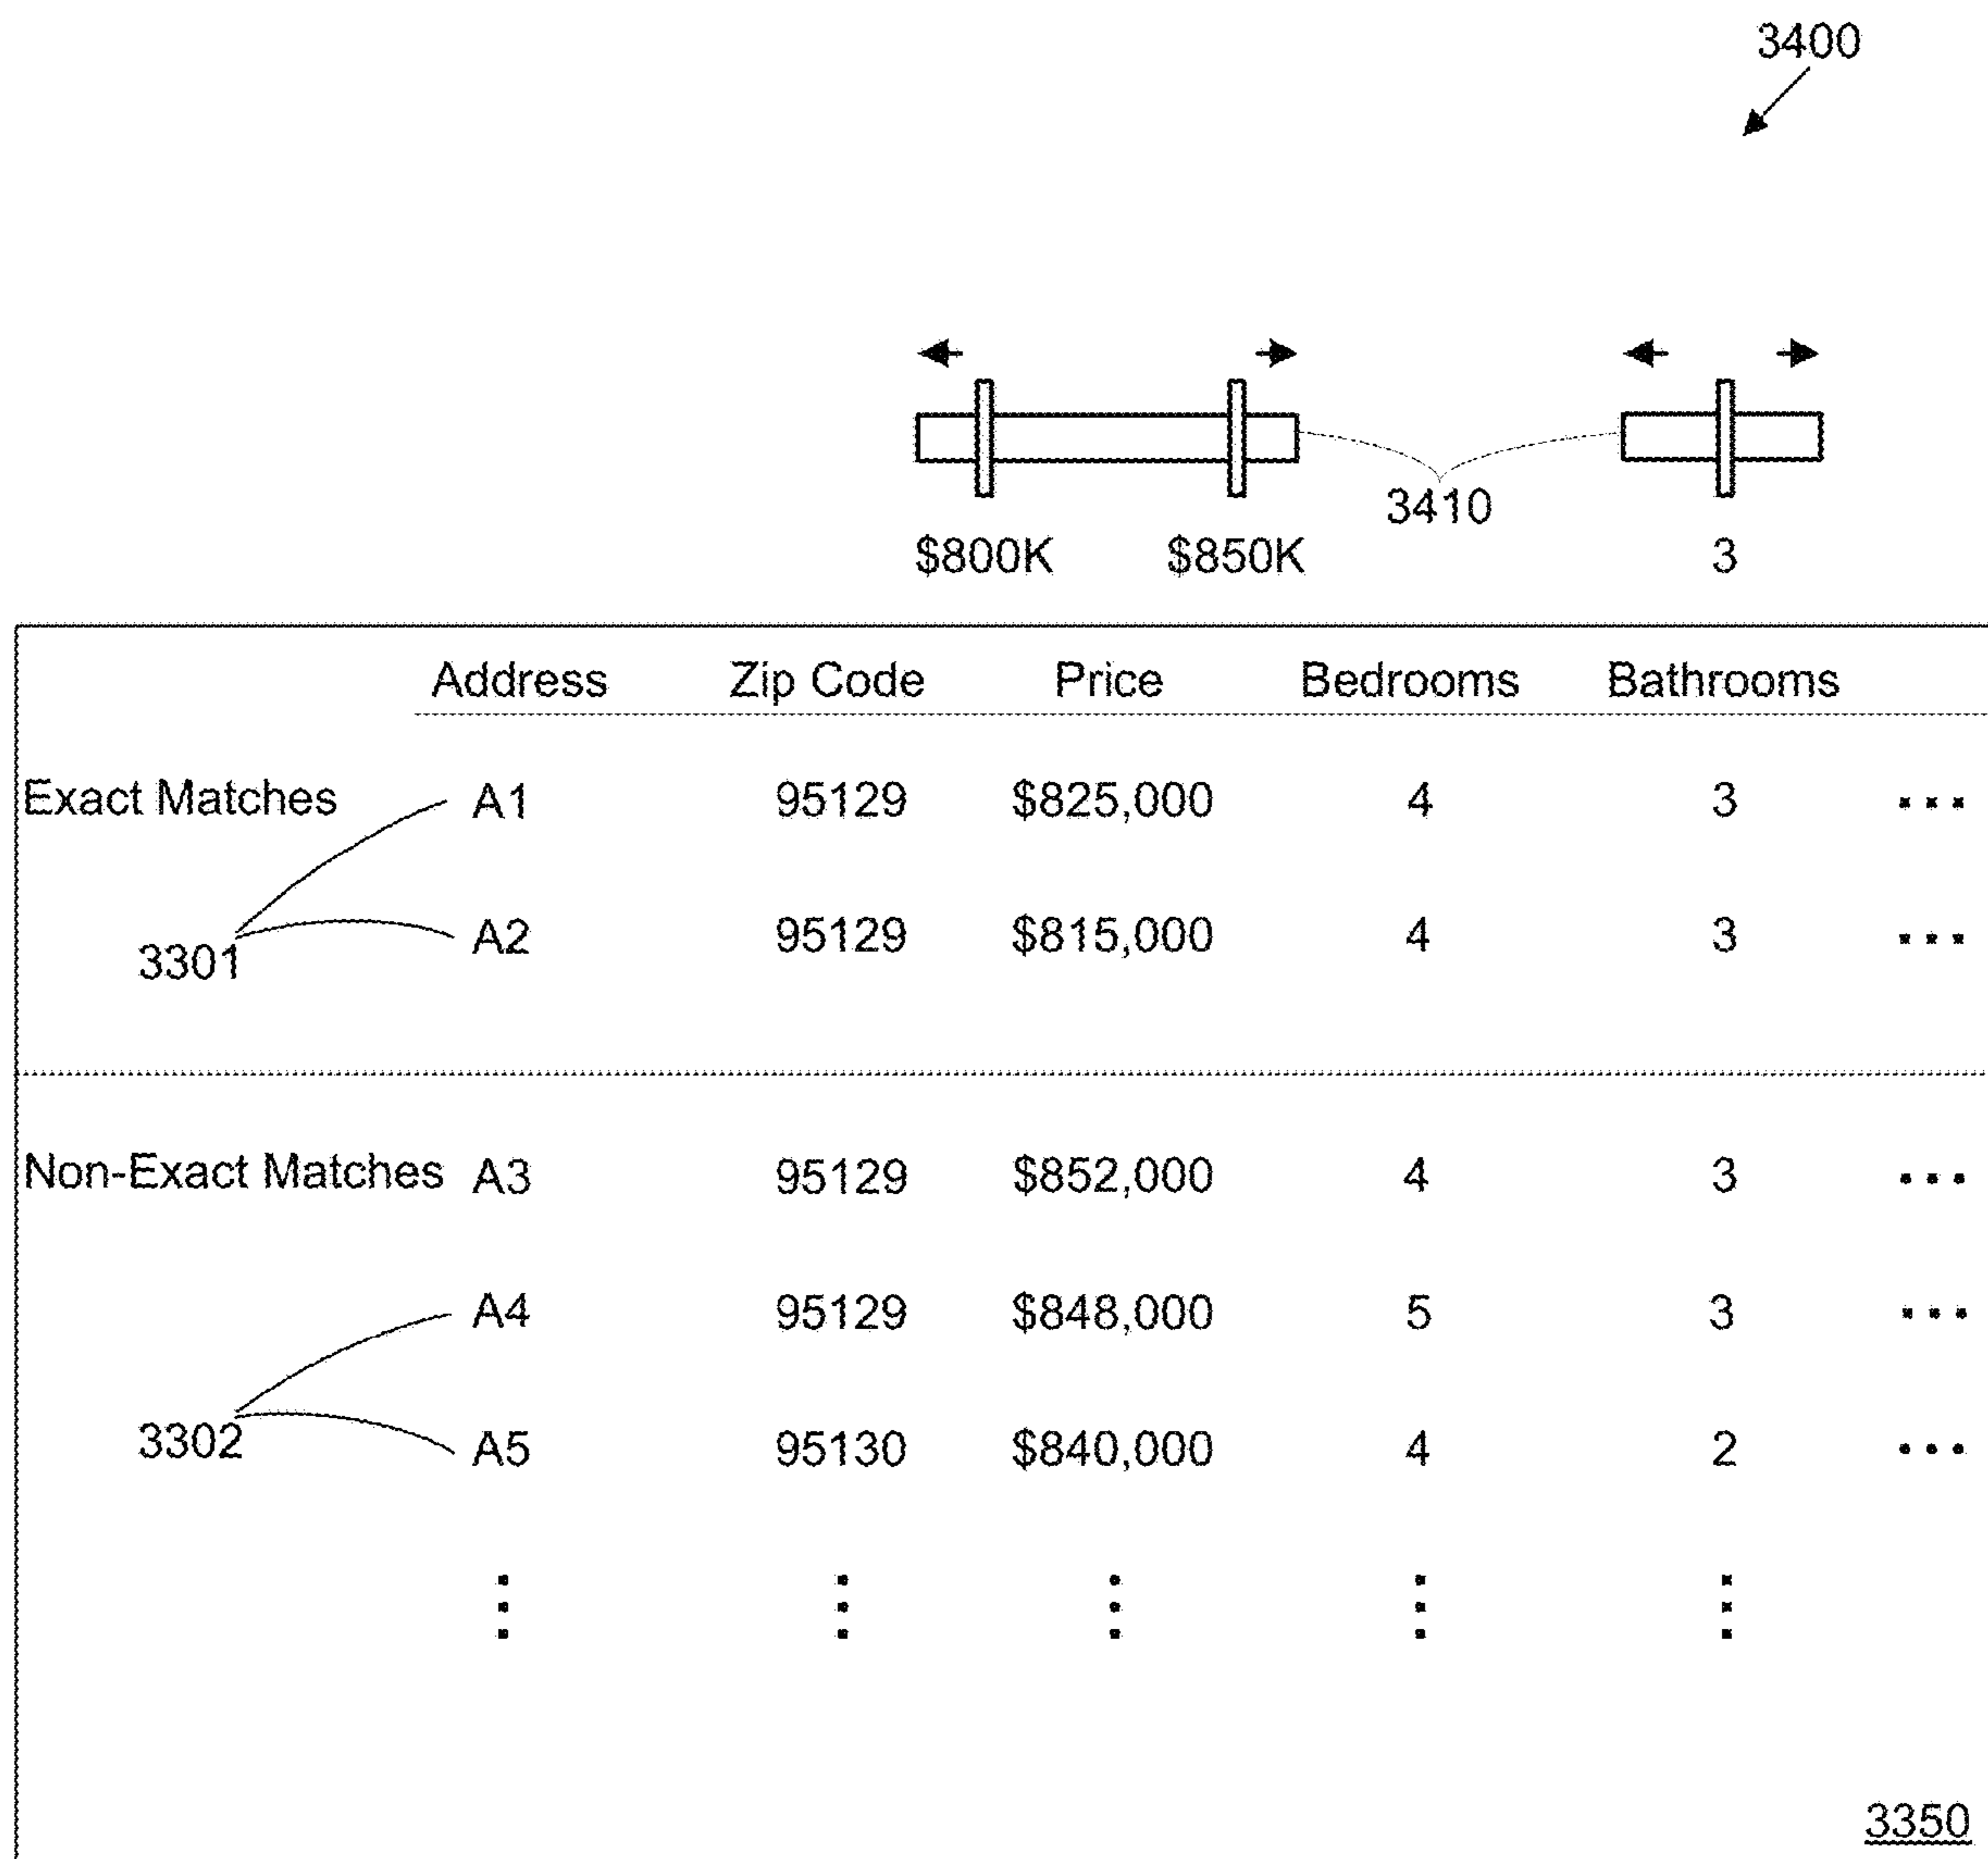 3400
3410
$800K $850K 3
Address Zip Code Price Bedrooms Bathrooms
Exact Matches A1 95129 $825,000 4 3 ...
A2 95129 $815,000 4 3 ...
3301
Non-Exact Matches A3 95129 $852,000 4 3 ...
A4 95129 $848,000 5 3 ...
3302 A5 95130 $840,000 4 2 ...
3350